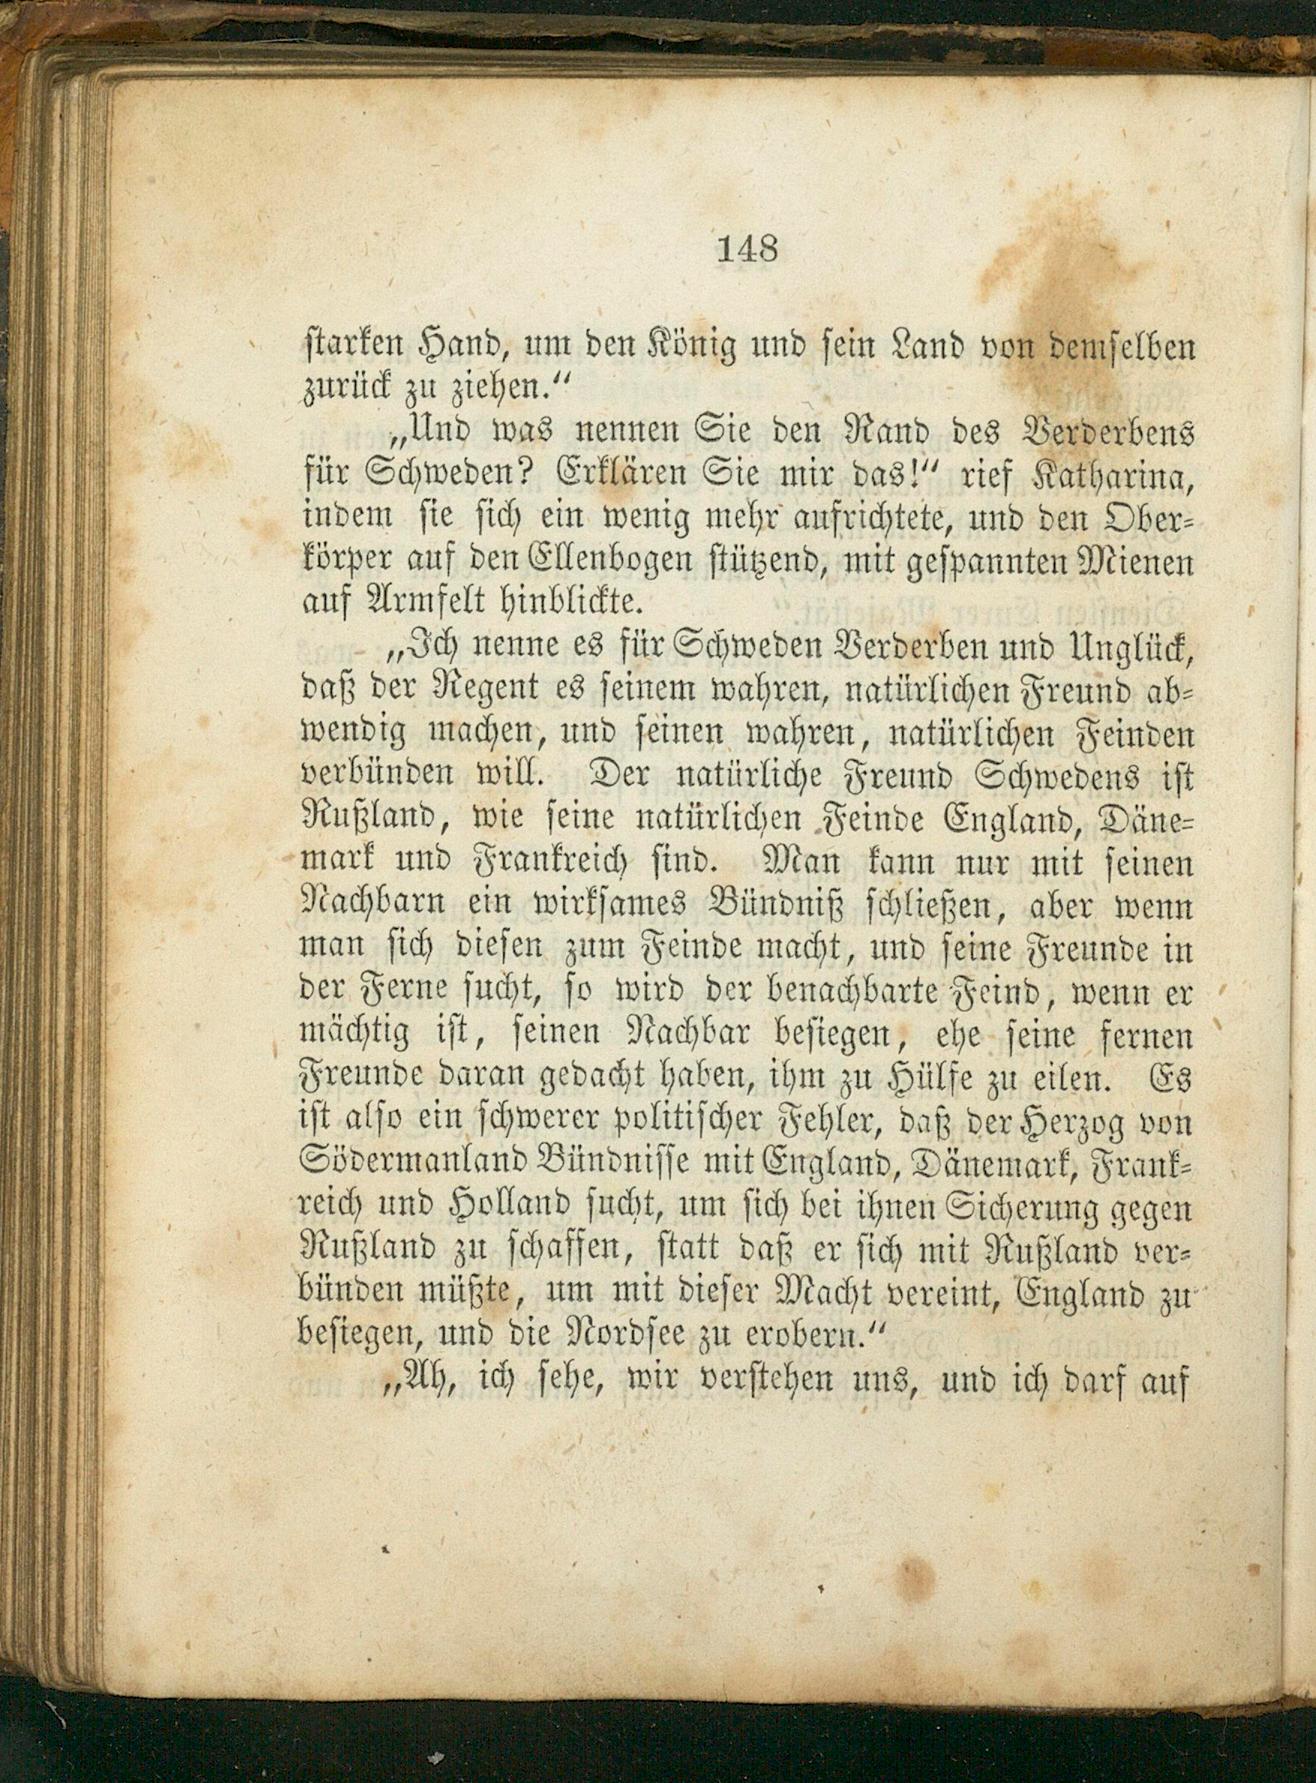 148
starken Hand, um den König und sein Land von demselben
zurück zu ziehen.“
„Und was nennen Sie den Rand des Verderbens
für Schweden? Erklären Sie mir das!“ rief Katharina,
indem sie sich ein wenig mehr aufrichtete, und den Ober-
körper auf den Ellenbogen stützend, mit gespannten Mienen
auf Armfelt hinblickte.
„Ich nenne es für Schweden Verderben und Unglück,
daß der Regent es seinem wahren, natürlichen Freund ab-
wendig machen, und seinen wahren, natürlichen Feinden
verbünden will. Der natürliche Freund Schwedens ist
Rußland, wie seine natürlichen Feinde England, Däne-
mark und Frankreich sind. Man kann nur mit seinen
Nachbarn ein wirksames Bündniß schließen, aber wenn
man sich diesen zum Feinde macht, und seine Freunde in
der Ferne sucht, so wird der benachbarte Feind, wenn er
mächtig ist, seinen Nachbar besiegen, ehe seine fernen
Freunde daran gedacht haben, ihm zu Hülfe zu eilen. Es
ist also ein schwerer politischer Fehler, daß der Herzog von
Södermanland Bündnisse mit England, Dänemark, Frank-
reich und Holland sucht, um sich bei ihnen Sicherung gegen
Rußland zu schaffen, statt daß er sich mit Rußland ver-
bünden müßte, um mit dieser Macht vereint, England zu
besiegen, und die Nordsee zu erobern.“
„Ah, ich sehe, wir verstehen uns, und ich darf auf